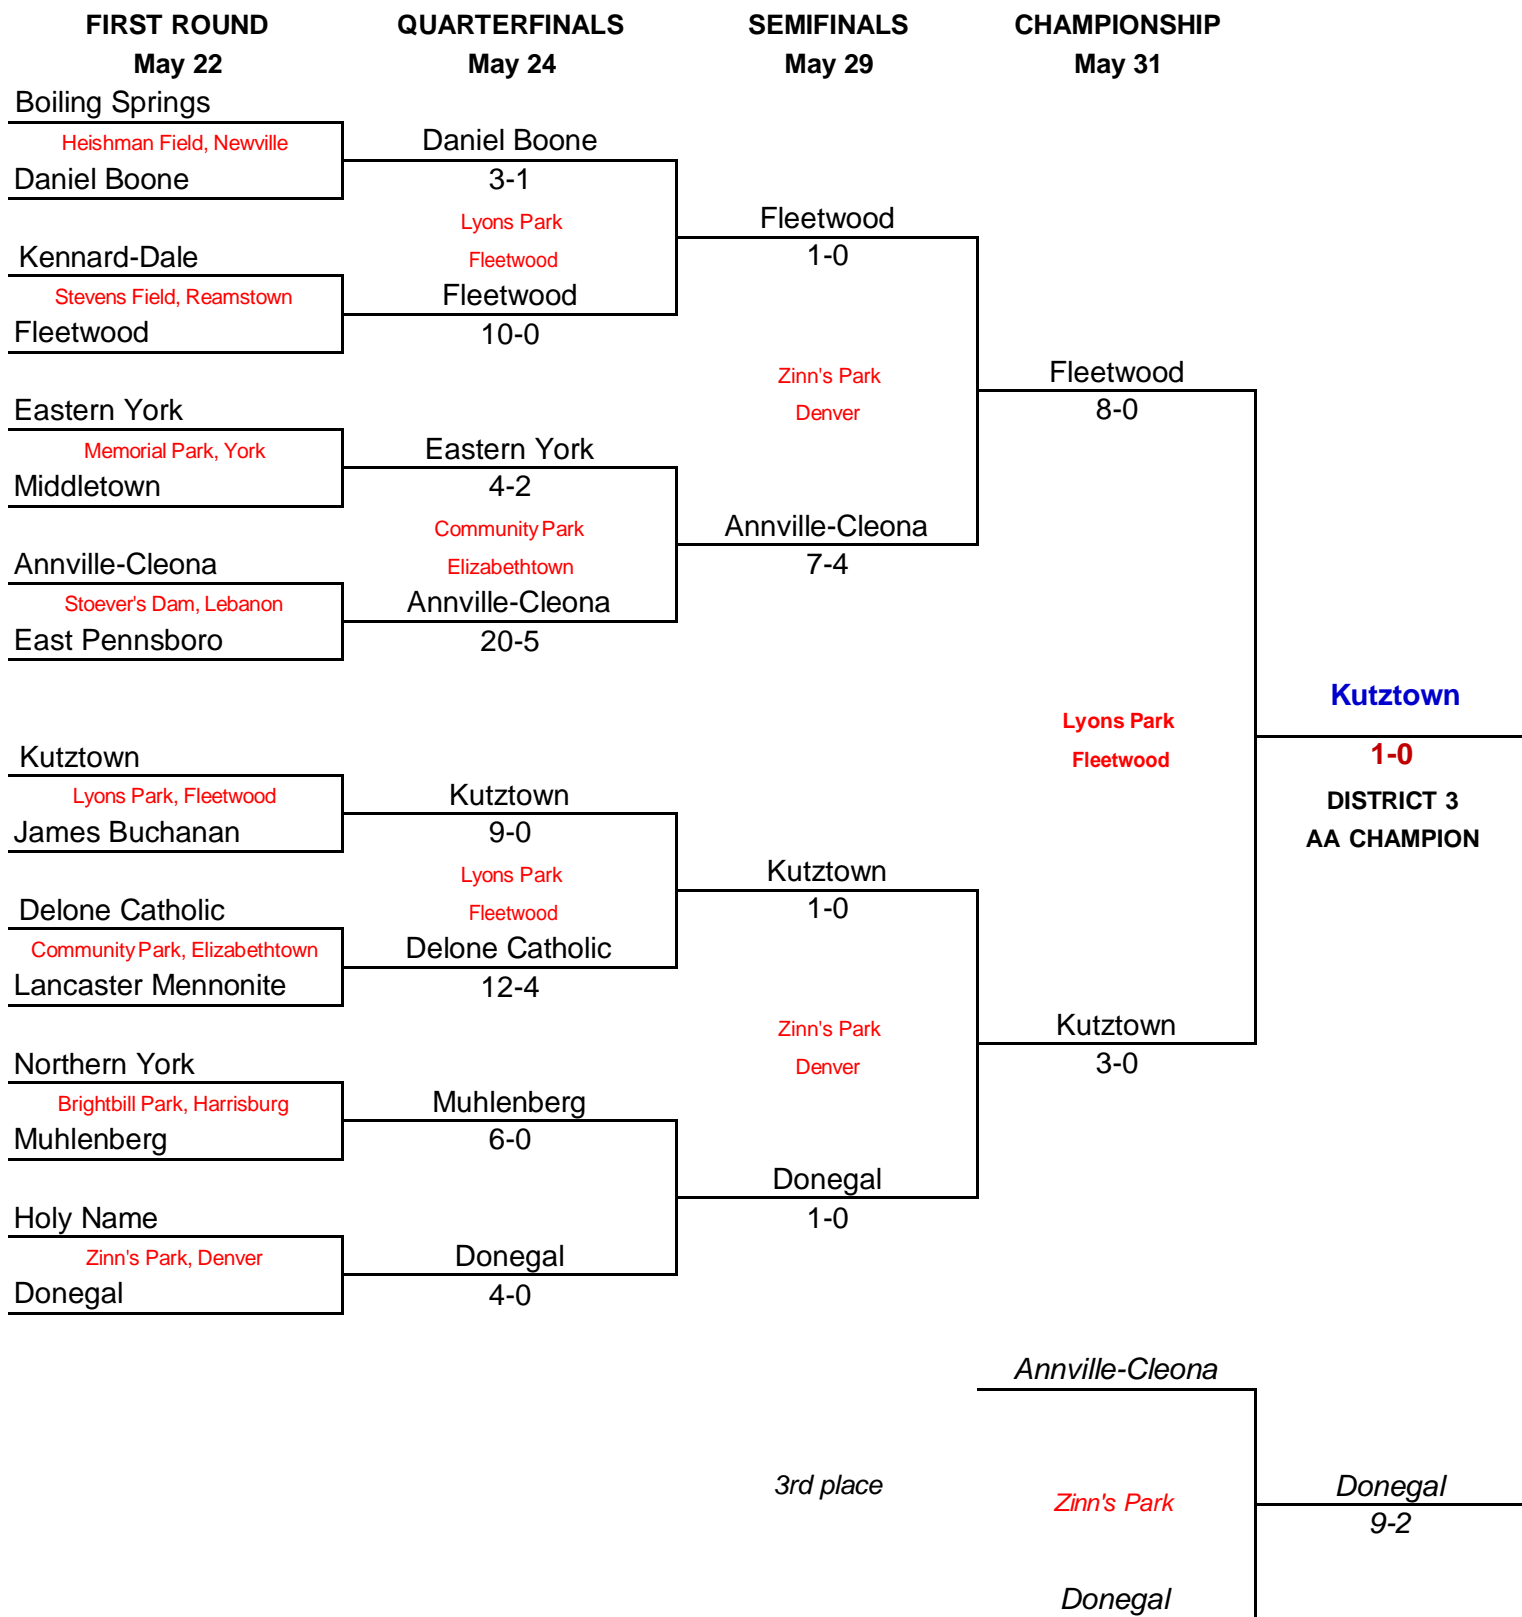 FIRST ROUND QUARTERFINALS SEMIFINALS CHAMPIONSHIP
May 22 May 24 May 29 May 31
Boiling Springs
Heishman Field, Newville
Daniel Boone
Kennard-Dale
Stevens Field, Reamstown
Fleetwood
Eastern York
Memorial Park, York
Middletown
Annville-Cleona
Stoever's Dam, Lebanon
East Pennsboro
Kutztown
Lyons Park, Fleetwood
James Buchanan
Delone Catholic
Community Park, Elizabethtown
Lancaster Mennonite
Northern York
Brightbill Park, Harrisburg
Muhlenberg
Holy Name
Zinn's Park, Denver
Donegal
Daniel Boone
3-1
Lyons Park
Fleetwood
Fleetwood
10-0
Eastern York
4-2
Community Park
Elizabethtown
Annville-Cleona
20-5
Kutztown
9-0
Lyons Park
Fleetwood
Delone Catholic
12-4
Muhlenberg
6-0
Donegal
4-0
Fleetwood
1-0
Zinn's Park
Denver
Annville-Cleona
7-4
Kutztown
1-0
Zinn's Park
Denver
Donegal
1-0
Fleetwood
8-0
Lyons Park
Fleetwood
Kutztown
3-0
Kutztown
1-0
DISTRICT 3
AA CHAMPION
3rd place
Annville-Cleona
Zinn's Park
Donegal
Donegal
9-2